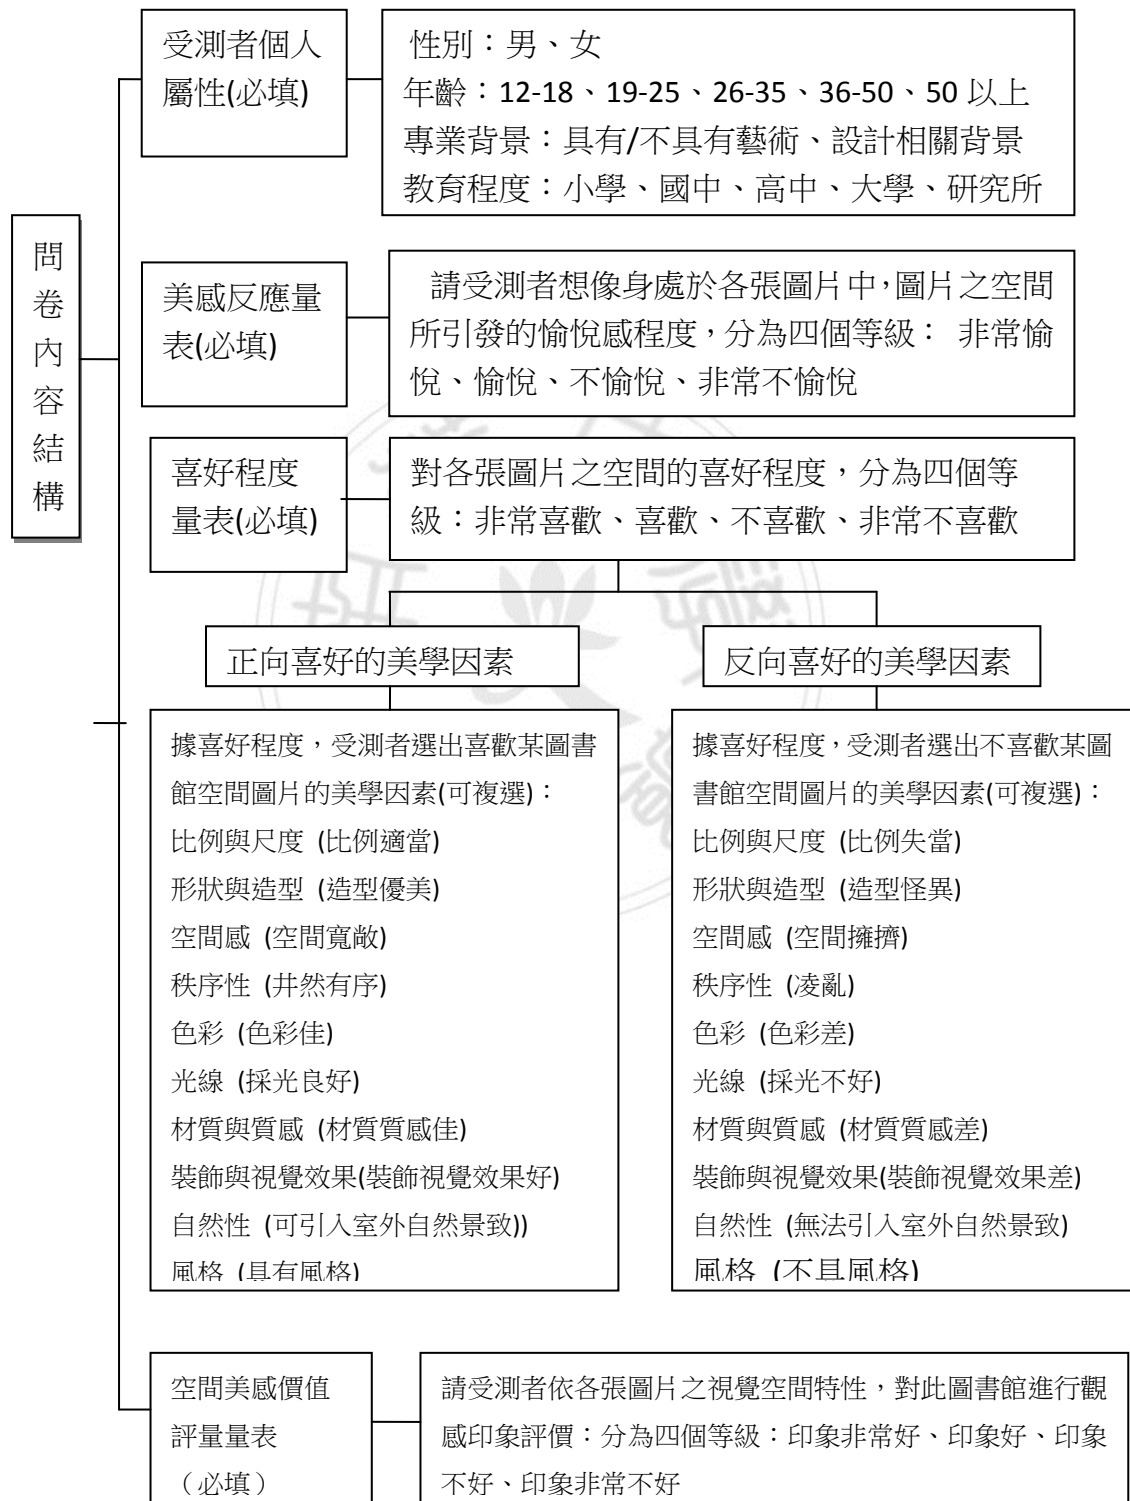 問卷內容結構
受測者個人
屬性(必填)
性別：男、女
年齡：12-18、19-25、26-35、36-50、50 以上
專業背景：具有/不具有藝術、設計相關背景
教育程度：小學、國中、高中、大學、研究所
美感反應量
表(必填)
請受測者想像身處於各張圖片中，圖片之空間
所引發的愉悅感程度，分為四個等級： 非常愉
悅、愉悅、不愉悅、非常不愉悅
喜好程度
量表(必填)
對各張圖片之空間的喜好程度，分為四個等
級：非常喜歡、喜歡、不喜歡、非常不喜歡
正向喜好的美學因素
反向喜好的美學因素
據喜好程度，受測者選出喜歡某圖書
館空間圖片的美學因素(可複選)：
比例與尺度 (比例適當)
形狀與造型 (造型優美)
空間感 (空間寬敞)
秩序性 (井然有序)
色彩 (色彩佳)
光線 (採光良好)
材質與質感 (材質質感佳)
裝飾與視覺效果(裝飾視覺效果好)
自然性 (可引入室外自然景致))
風格 (具有風格)
據喜好程度，受測者選出不喜歡某圖
書館空間圖片的美學因素(可複選)：
比例與尺度 (比例失當)
形狀與造型 (造型怪異)
空間感 (空間擁擠)
秩序性 (凌亂)
色彩 (色彩差)
光線 (採光不好)
材質與質感 (材質質感差)
裝飾與視覺效果(裝飾視覺效果差)
自然性 (無法引入室外自然景致)
風格 (不具風格)
空間美感價值
評量量表
（必填）
請受測者依各張圖片之視覺空間特性，對此圖書館進行觀
感印象評價：分為四個等級：印象非常好、印象好、印象
不好、印象非常不好